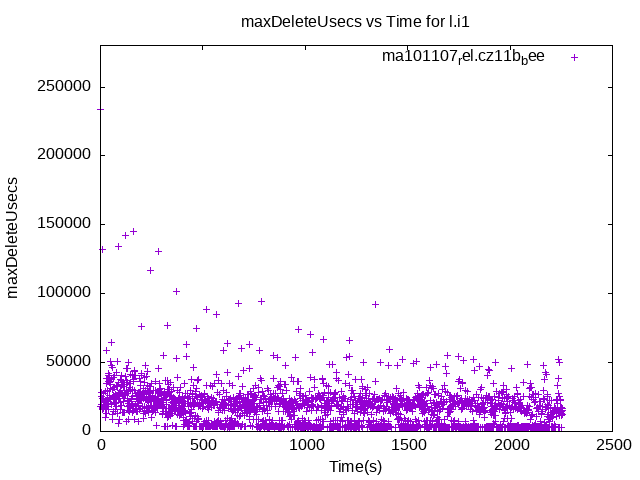 maxDeleteUsecs vs Time for l.i1
ma101107rel.cz11bbee
250000
200000
150000
100000
50000
0
maxDeleteUsecs
0 500 1000 1500 2000 2500
Time(s)